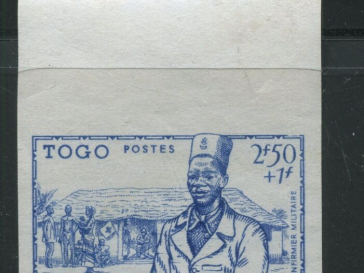 TOGO POSTES 2f50
+1f
INFIRMIER MILITAIRE